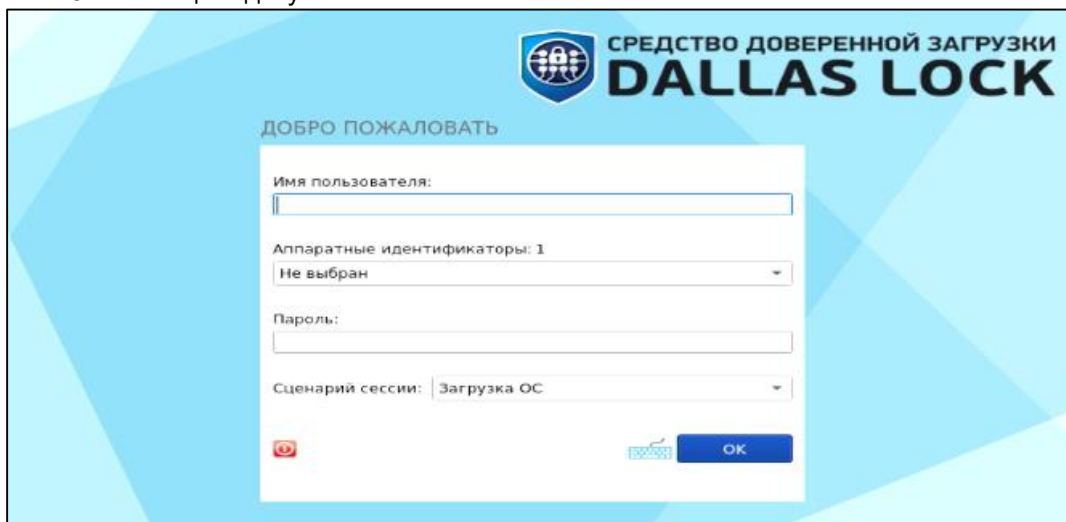 СРЕДСТВО ДОВЕРЕННОЙ ЗАГРУЗКИ
DALLAS LOCK
ДОБРО ПОЖАЛОВАТЬ
Имя пользователя:
Аппаратные идентификаторы: 1
Не выбран
Пароль:
Сценарий сессии: Загрузка ОС
ОК